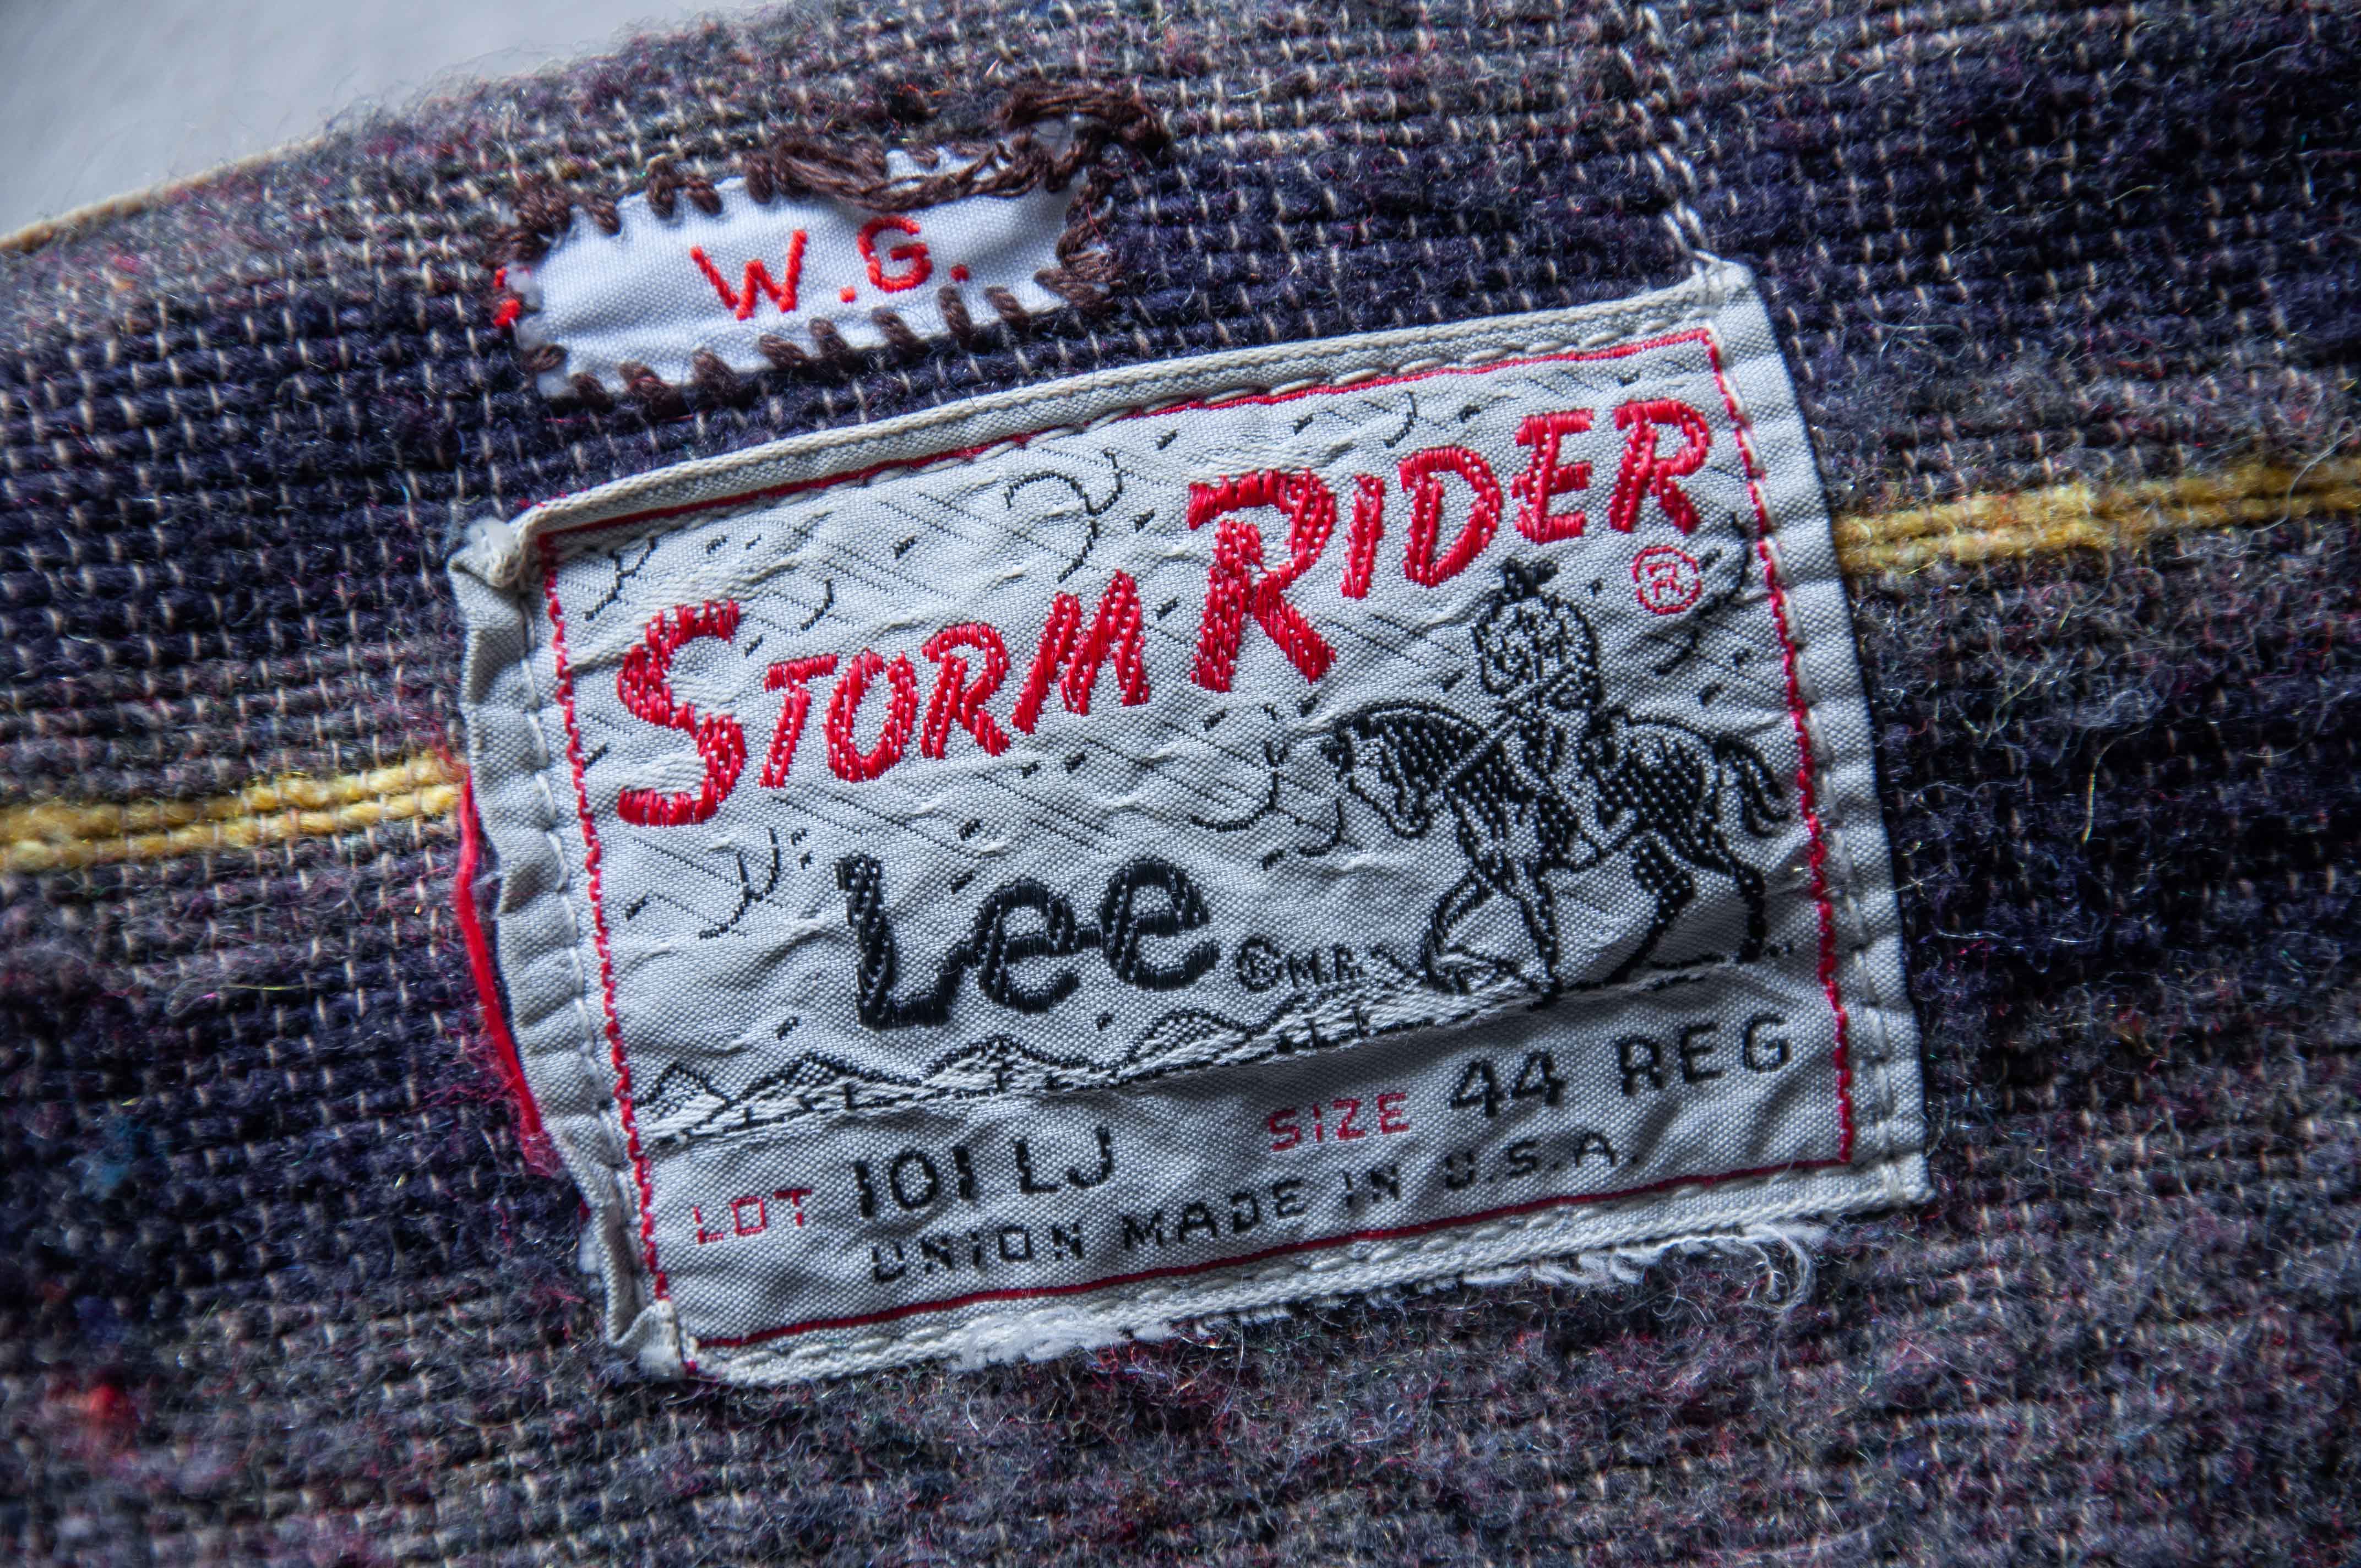 W.G.
STORM RIDER ®
Lee ® M.R.
LOT 101 LJ SIZE 44 REG
UNION MADE IN U.S.A.